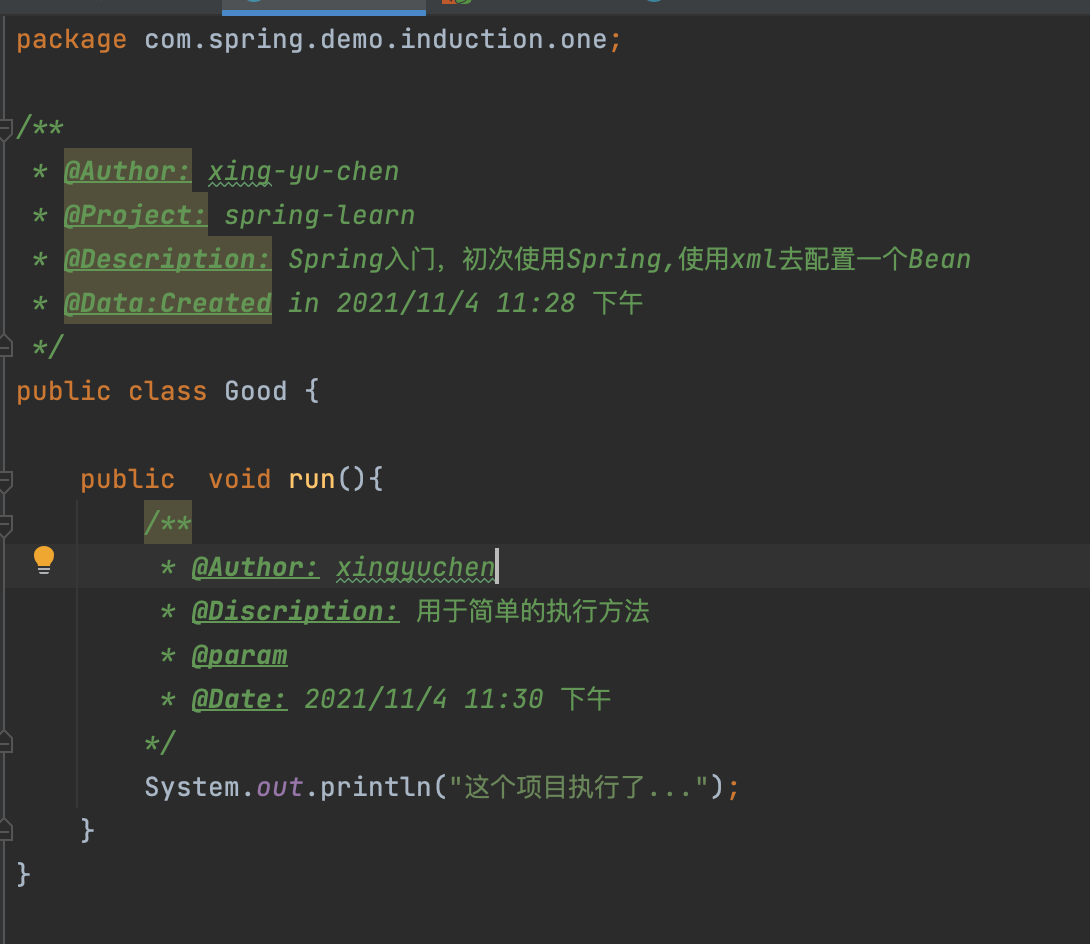 package com.spring.demo.induction.one;
/**
* @Author: xing-yu-chen
* @Project: spring-learn
* @Description: Spring入门，初次使用Spring,使用xml去配置一个Bean
* @Data:Created in 2021/11/4 11:28 下午
*/
public class Good {
public  void run(){
/**
* @Author: xingyuchen
* @Discription: 用于简单的执行方法
* @param
* @Date: 2021/11/4 11:30 下午
*/
System.out.println("这个项目执行了...");
}
}